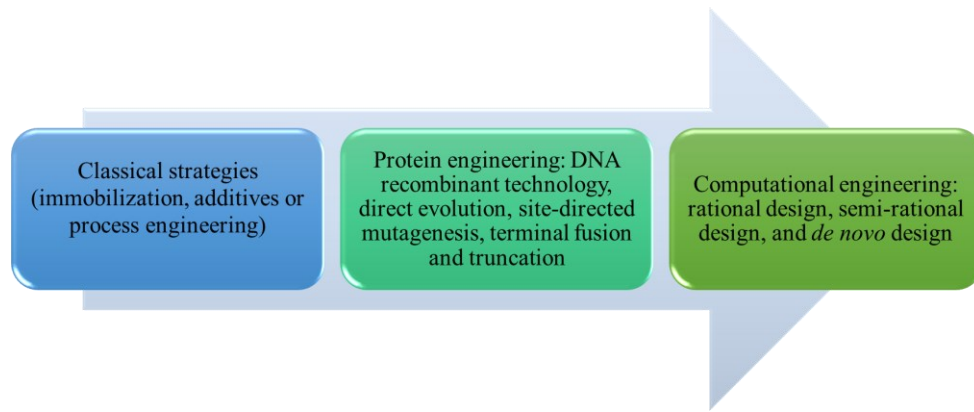 Classical strategies
(immobilization, additives or
process engineering)
Protein engineering: DNA
recombinant technology,
direct evolution, site-directed
mutagenesis, terminal fusion
and truncation
Computational engineering:
rational design, semi-rational
design, and de novo design